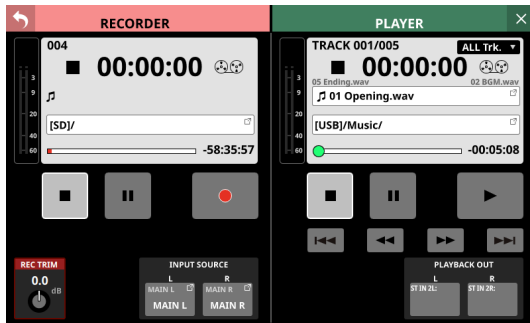 RECORDER
004
00:00:00
3
9
20
40
60
[SD]/
-58:35:57
REC TRIM
0.0
dB
INPUT SOURCE
L R
MAIN L MAIN R
MAIN L MAIN R
PLAYER
TRACK 001/005 ALL Trk.
00:00:00
05 Ending.wav 02 BGM.wav
3
9
20
40
60
01 Opening.wav
[USB]/Music/
-00:05:08
PLAYBACK OUT
L R
ST IN 2L: ST IN 2R: